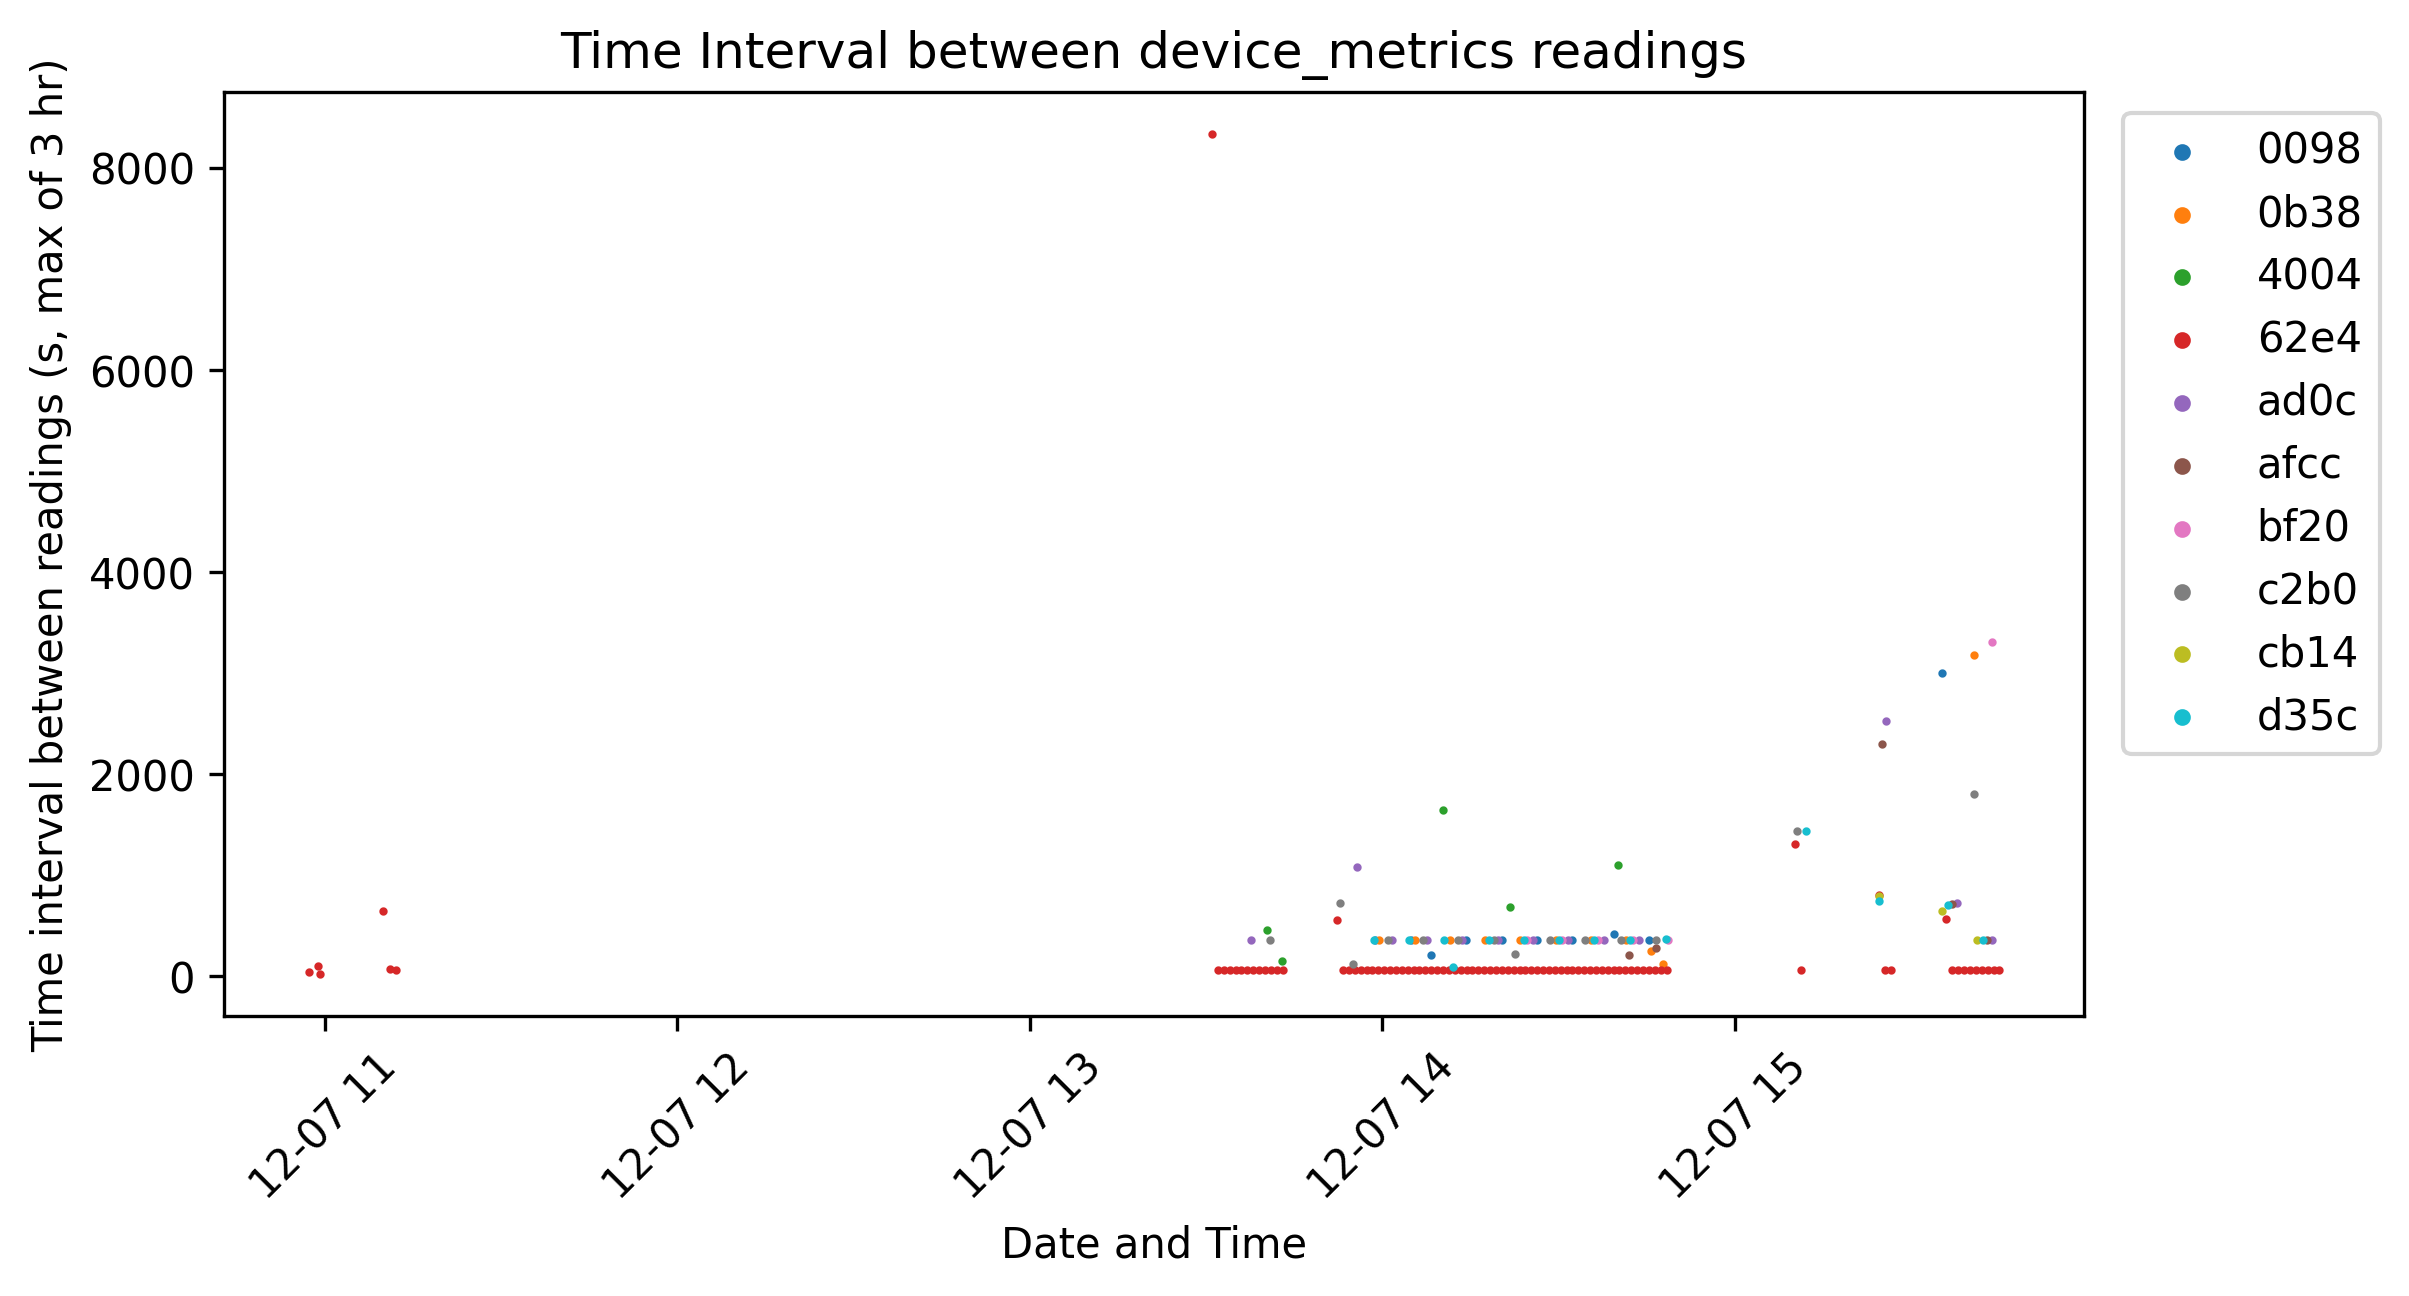 Time Interval between device_metrics readings
Time interval between readings (s, max of 3 hr)
8000
6000
4000
2000
0
12-07 11
12-07 12
12-07 13
12-07 14
12-07 15
Date and Time
0098
0b38
4004
62e4
ad0c
afcc
bf20
c2b0
cb14
d35c